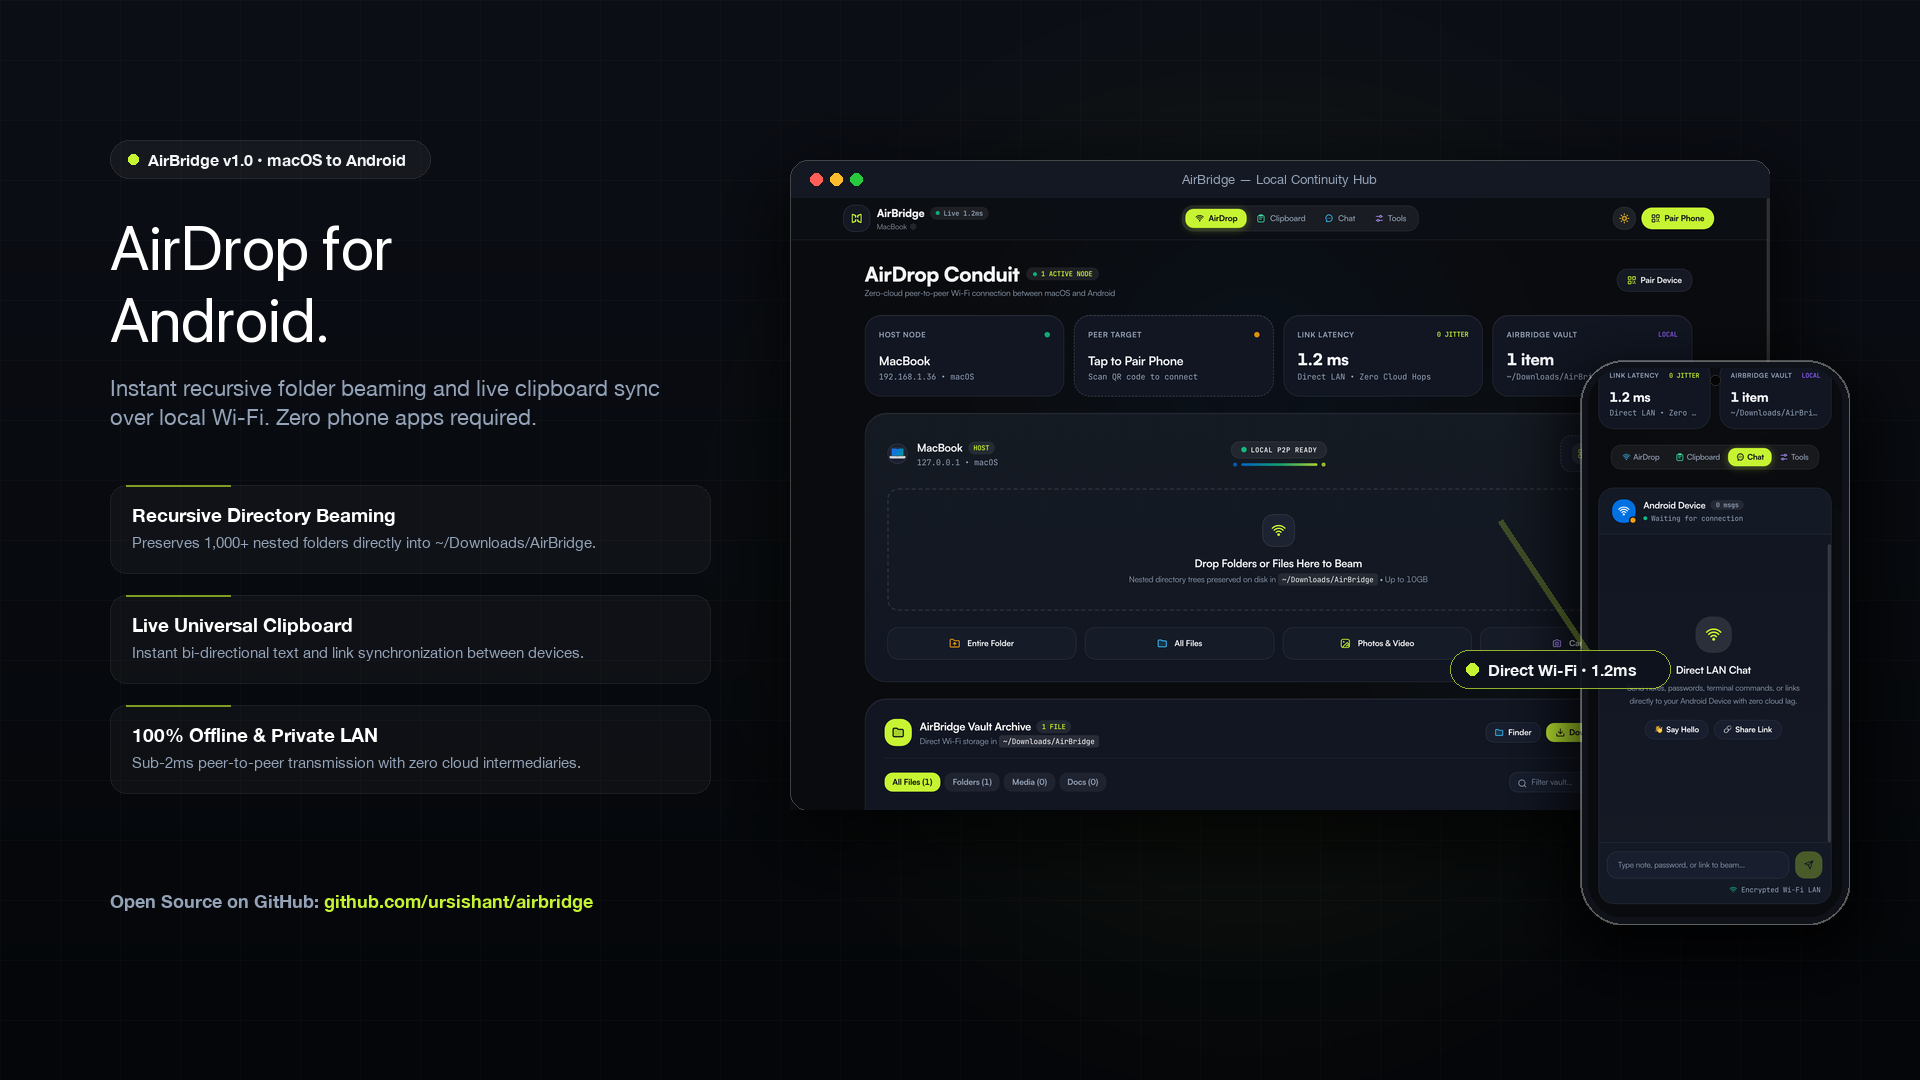 AirBridge v1.0 • macOS to Android
AirDrop for
Android.
Instant recursive folder beaming and live clipboard sync
over local Wi-Fi. Zero phone apps required.
Recursive Directory Beaming
Preserves 1,000+ nested folders directly into ~/Downloads/AirBridge.
Live Universal Clipboard
Instant bi-directional text and link synchronization between devices.
100% Offline & Private LAN
Sub-2ms peer-to-peer transmission with zero cloud intermediaries.
Open Source on GitHub: github.com/ursishant/airbridge
AirBridge — Local Continuity Hub
AirBridge
Live 1.2ms
MacBook
AirDrop
Clipboard
Chat
Tools
Pair Phone
AirDrop Conduit
1 ACTIVE NODE
Zero-cloud peer-to-peer Wi-Fi connection between macOS and Android
Pair Device
HOST NODE
MacBook
192.168.1.36 • macOS
PEER TARGET
Tap to Pair Phone
Scan QR code to connect
LINK LATENCY
0 JITTER
1.2 ms
Direct LAN • Zero Cloud Hops
AIRBRIDGE VAULT
LOCAL
1 item
~/Downloads/AirBr
MacBook
HOST
127.0.0.1 • macOS
LOCAL P2P READY
Drop Folders or Files Here to Beam
Nested directory trees preserved on disk in ~/Downloads/AirBridge • Up to 10GB
Entire Folder
All Files
Photos & Video
Direct Wi-Fi • 1.2ms
AirBridge Vault Archive
1 FILE
Direct Wi-Fi storage in ~/Downloads/AirBridge
Finder
All Files (1)
Folders (1)
Media (0)
Docs (0)
Filter vault...
LINK LATENCY
0 JITTER
1.2 ms
Direct LAN • Zero …
AIRBRIDGE VAULT
LOCAL
1 item
~/Downloads/AirBri…
AirDrop
Clipboard
Chat
Tools
Android Device
0 msgs
Waiting for connection
Direct LAN Chat
notes, passwords, terminal commands, or links
directly to your Android Device with zero cloud lag.
Say Hello
Share Link
Type note, password, or link to beam...
Encrypted Wi-Fi LAN